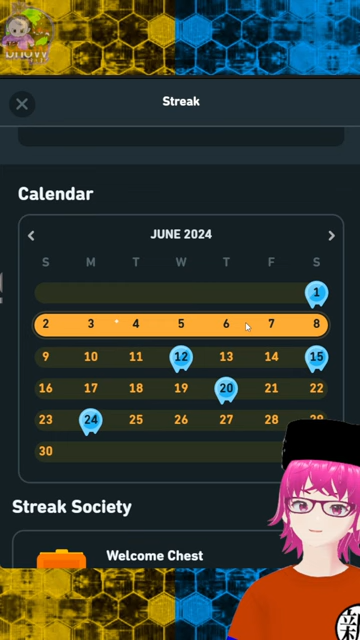 Streak
Calendar
JUNE 2024
S M T W T F S
1
2 3 4 5 6 7 8
9 10 11 12 13 14 15
16 17 18 19 20 21 22
23 24 25 26 27 28 29
30
Streak Society
Welcome Chest